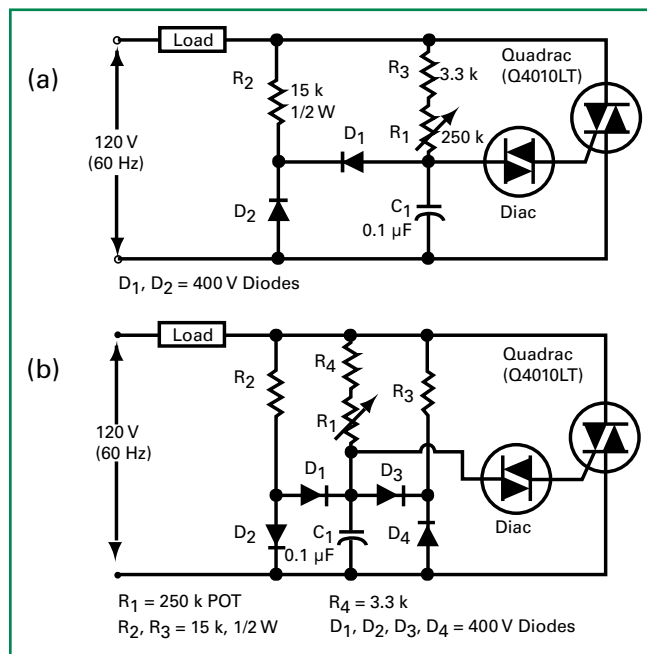 (a)
Load
R2
15 k
1/2 W
R3
3.3 k
R1
250 k
D1
D2
C1
0.1 µF
120 V
(60 Hz)
Quadrac
(Q4010LT)
Diac
D1, D2 = 400 V Diodes
(b)
Load
R2
R4
R1
R3
D1
D3
D2
C1
0.1 µF
D4
120 V
(60 Hz)
Quadrac
(Q4010LT)
Diac
R1 = 250 k POT
R2, R3 = 15 k, 1/2 W
R4 = 3.3 k
D1, D2, D3, D4 = 400 V Diodes